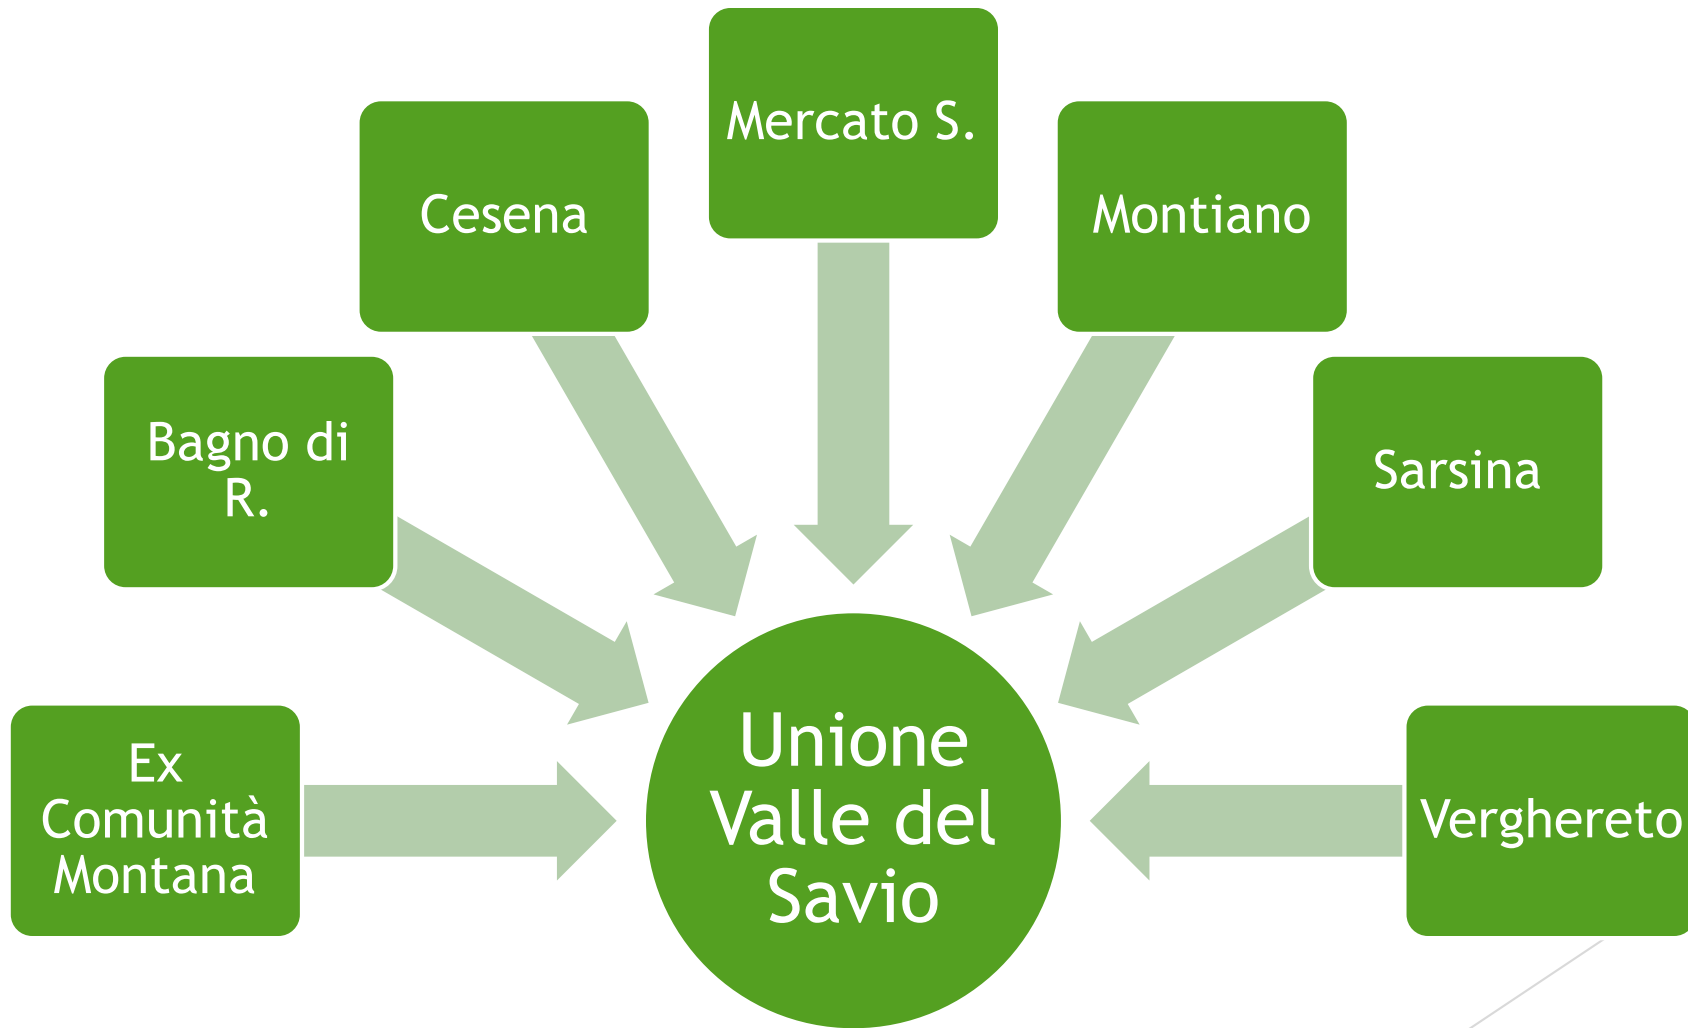 Mercato S.
Cesena
Montiano
Bagno di
R.
Sarsina
Ex
Comunità
Montana
Unione
Valle del
Savio
Verghereto